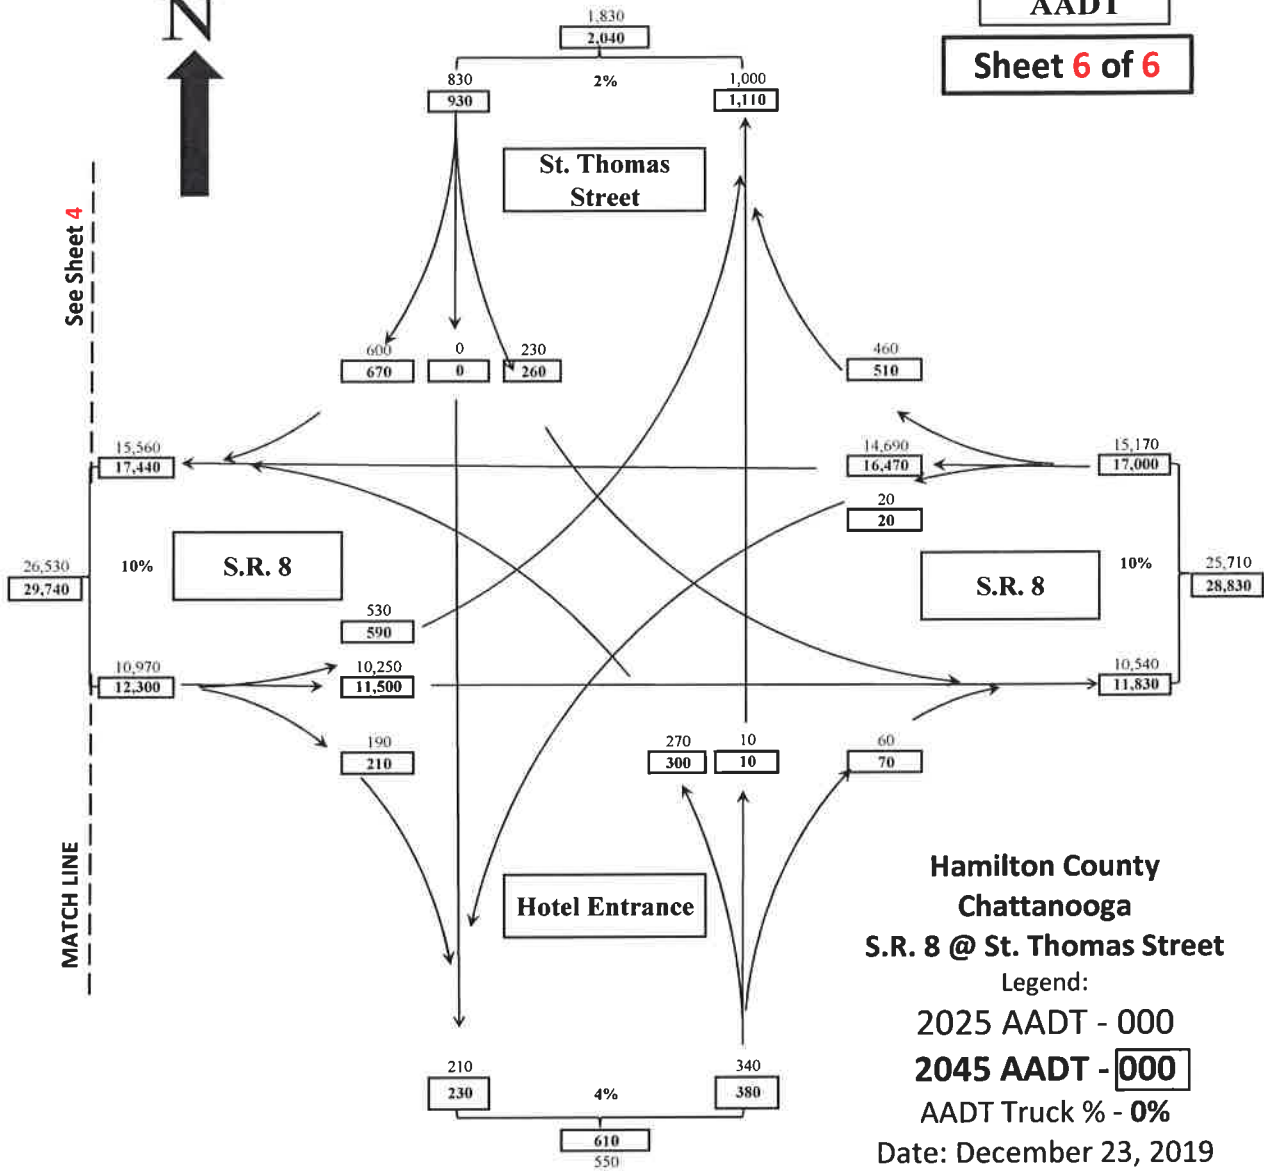 N
AADT
Sheet 6 of 6
1,830
2,040
830
930
2%
1,000
1,110
St. Thomas
Street
See Sheet 4
600
670
0
0
230
260
460
510
15,560
17,440
14,690
16,470
15,170
17,000
20
20
26,530
29,740
10%
S.R. 8
S.R. 8
10%
25,710
28,830
530
590
10,970
12,300
10,250
11,500
10,540
11,830
190
210
270
300
10
10
60
70
MATCH LINE
Hotel Entrance
210
230
4%
340
380
610
550
Hamilton County
Chattanooga
S.R. 8 @ St. Thomas Street
Legend:
2025 AADT - 000
2045 AADT - 000
AADT Truck % - 0%
Date: December 23, 2019